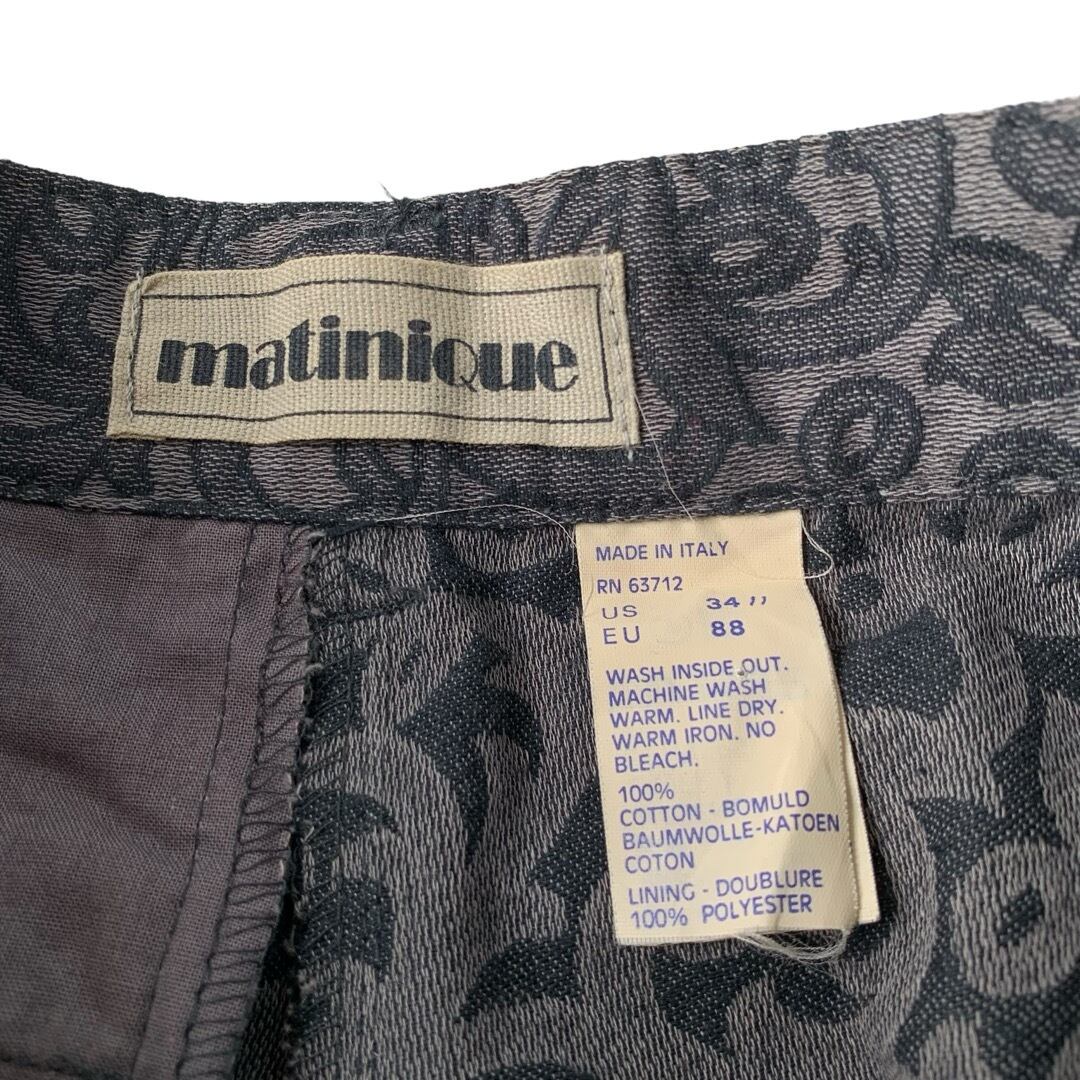 matinique
MADE IN ITALY
RN 63712
US 34"
EU 88
WASH INSIDE OUT.
MACHINE WASH
WARM. LINE DRY.
WARM IRON. NO
BLEACH.
100%
COTTON - BOMULD
BAUMWOLLE-KATOEN
COTON
LINING - DOUBLURE
100% POLYESTER